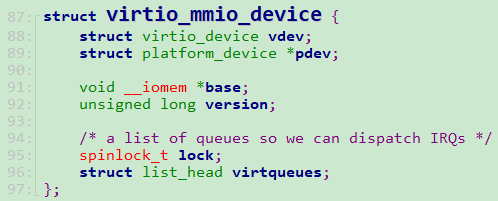 87: struct virtio_mmio_device {
88:     struct virtio_device vdev;
89:     struct platform_device *pdev;
90:
91:     void __iomem *base;
92:     unsigned long version;
93:
94:     /* a list of queues so we can dispatch IRQs */
95:     spinlock_t lock;
96:     struct list_head virtqueues;
97: };